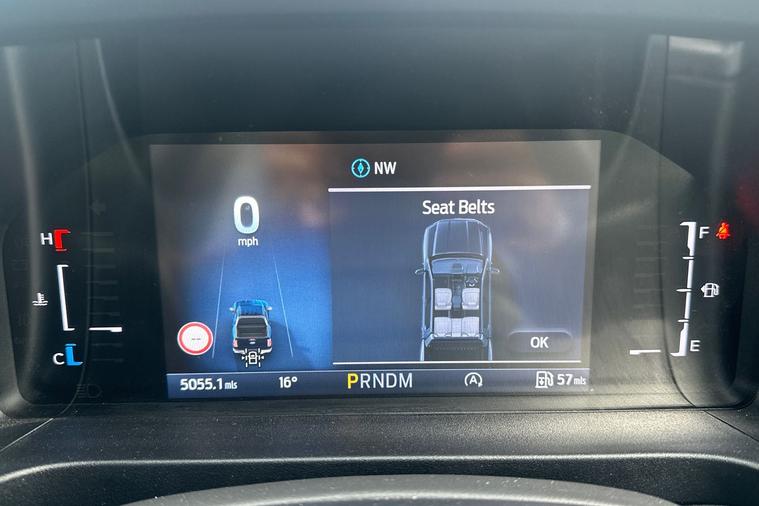 NW
0
mph
Seat Belts
H
F
--
OK
C
E
5055.1 mls
16°
PRNDM
A
57 mls